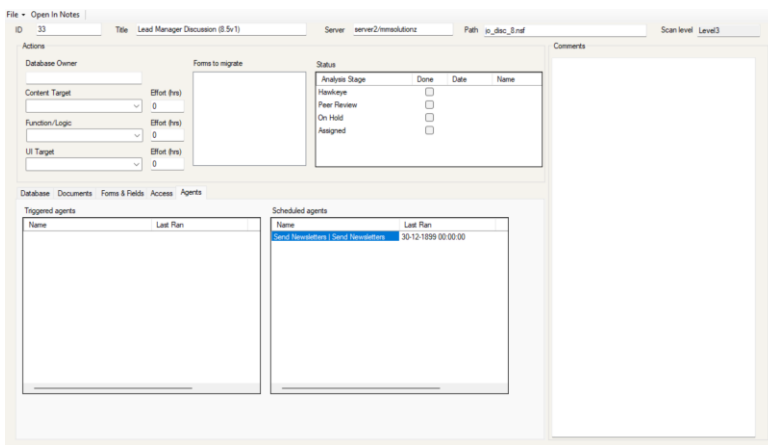 File Open In Notes
ID 33 Title Lead Manager Discussion (8.5v1) Server server2/mmsolutionz Path jo_disc_8.nsf Scan level Level3
Actions Comments
Database Owner Forms to migrate Status
Analysis Stage Done Date Name
Content Target Effort (hrs) Hawkeye
0 Peer Review
On Hold
Function/Logic Effort (hrs) Assigned
0
UI Target Effort (hrs)
0
Database Documents Forms & Fields Access Agents
Triggered agents Scheduled agents
Name Last Ran Name Last Ran
Send Newsletters | Send Newsletters 30-12-1899 00:00:00